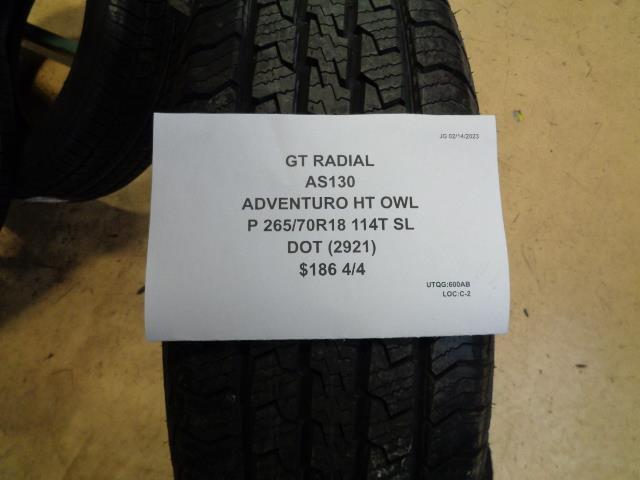 JG 02/14/2023
GT RADIAL
AS130
ADVENTURO HT OWL
P 265/70R18 114T SL
DOT (2921)
$186 4/4
UTQG:600AB
LOC:C-2